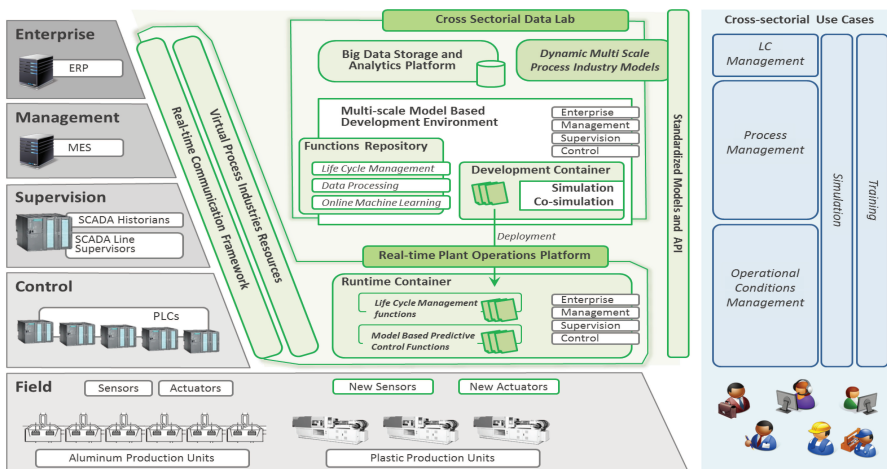 Enterprise
ERP
Management
MES
Supervision
SCADA Historians
SCADA Line
Supervisors
Control
PLCs
Real-time Communication Framework
Virtual Process Industries Resources
Cross Sectorial Data Lab
Big Data Storage and
Analytics Platform
Dynamic Multi Scale
Process Industry Models
Multi-scale Model Based
Development Environment
Enterprise
Management
Supervision
Control
Functions Repository
Life Cycle Management
Data Processing
Online Machine Learning
Development Container
Simulation
Co-simulation
Deployment
Real-time Plant Operations Platform
Runtime Container
Life Cycle Management
functions
Model Based Predictive
Control Functions
Enterprise
Management
Supervision
Control
Standardized Models and API
Cross-sectorial Use Cases
LC
Management
Process
Management
Operational
Conditions
Management
Simulation
Training
Field
Sensors
Actuators
New Sensors
New Actuators
Aluminum Production Units
Plastic Production Units